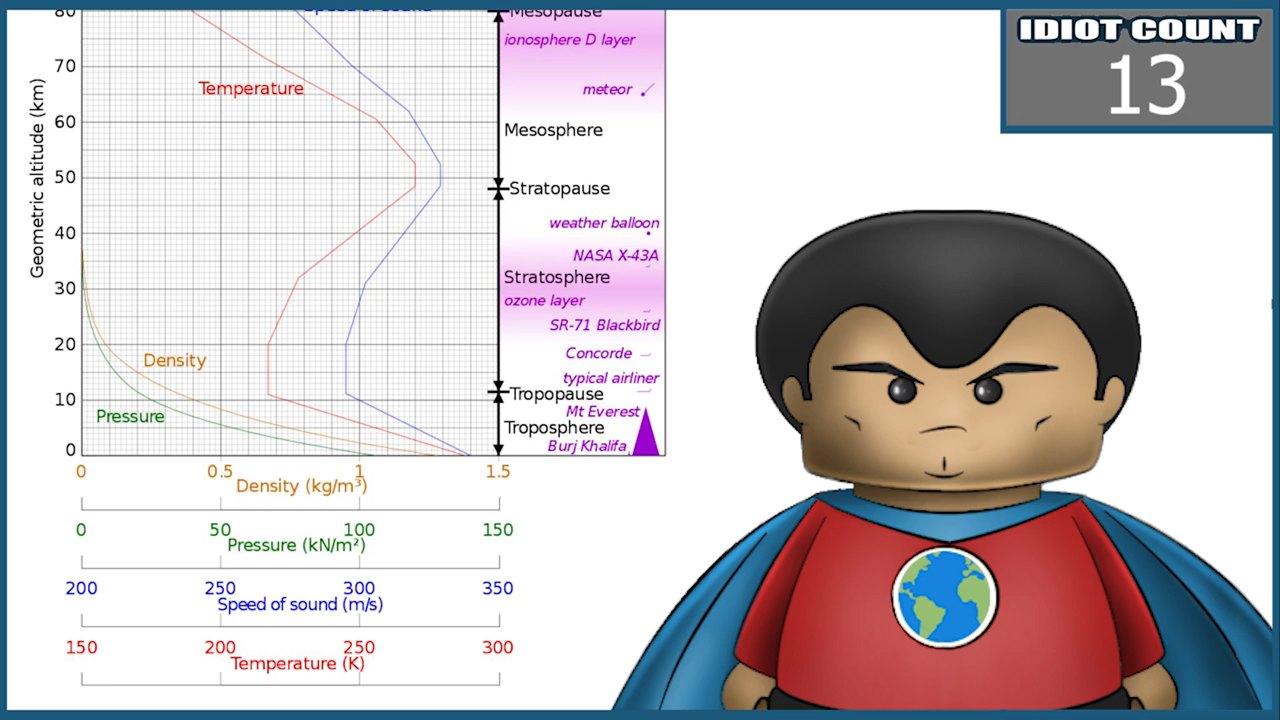 IDIOT COUNT
13
80
Mesopause
Speed of sound
ionosphere D layer
70
Temperature
meteor
60
Mesosphere
50
Stratopause
weather balloon
40
NASA X-43A
Stratosphere
30
ozone layer
SR-71 Blackbird
20
Concorde
Density
typical airliner
10
Tropopause
Mt Everest
Pressure
Troposphere
Burj Khalifa
0
Geometric altitude (km)
0 0.5 1 1.5
Density (kg/m³)
0 50 100 150
Pressure (kN/m²)
200 250 300 350
Speed of sound (m/s)
150 200 250 300
Temperature (K)